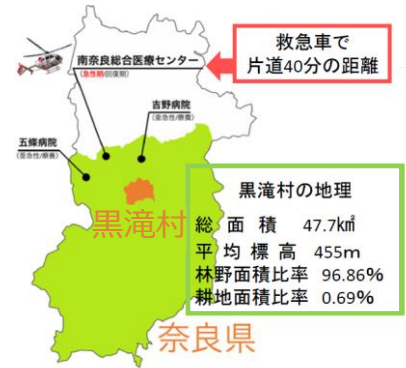 救急車で
片道40分の距離
南奈良総合医療センター
(急性期/回復期)
吉野病院
(亜急性/療養)
五條病院
(亜急性/療養)
黒滝村
黒滝村の地理
総面積 47.7k㎡
平均標高 455m
林野面積比率 96.86%
耕地面積比率 0.69%
奈良県